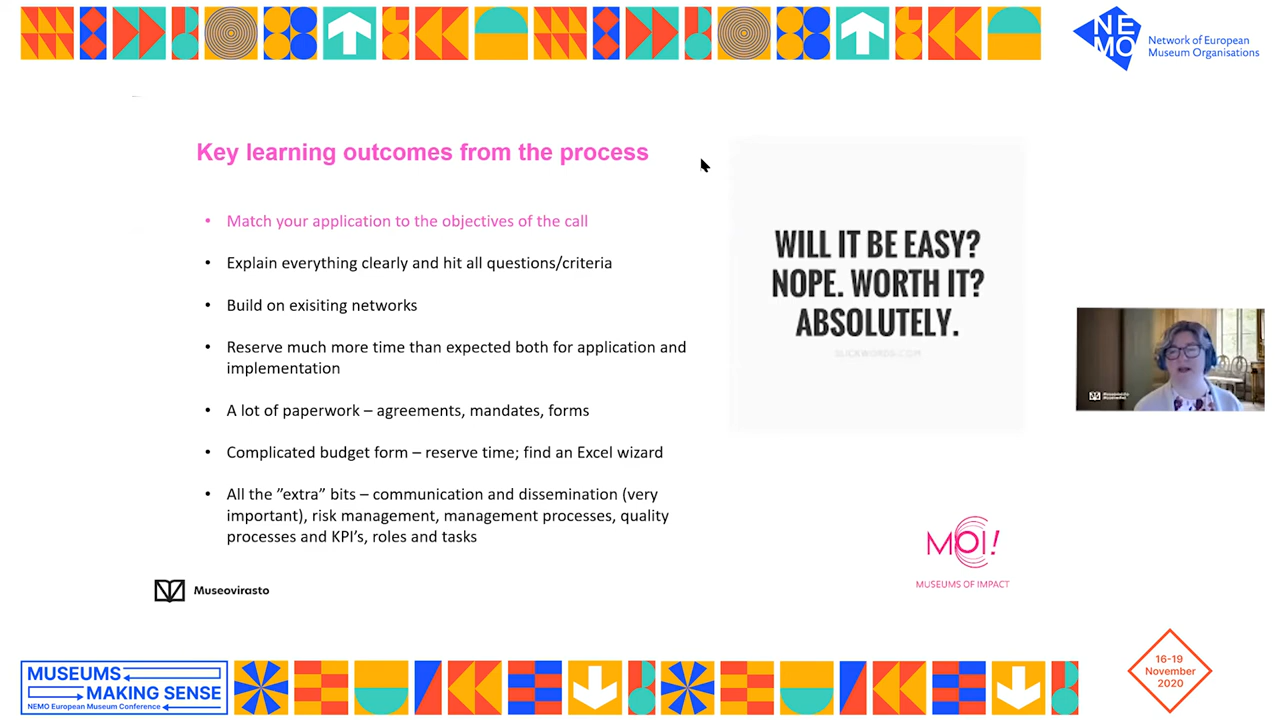 NE
MO
Network of European
Museum Organisations
Key learning outcomes from the process
• Match your application to the objectives of the call
• Explain everything clearly and hit all questions/criteria
• Build on exisiting networks
• Reserve much more time than expected both for application and
implementation
• A lot of paperwork – agreements, mandates, forms
• Complicated budget form – reserve time; find an Excel wizard
• All the ”extra” bits – communication and dissemination (very
important), risk management, management processes, quality
processes and KPI’s, roles and tasks
WILL IT BE EASY?
NOPE. WORTH IT?
ABSOLUTELY.
SLICKWORDS.COM
MOI!
MUSEUMS OF IMPACT
Museovirasto
MUSEUMS
MAKING SENSE
NEMO European Museum Conference
16-19
November
2020